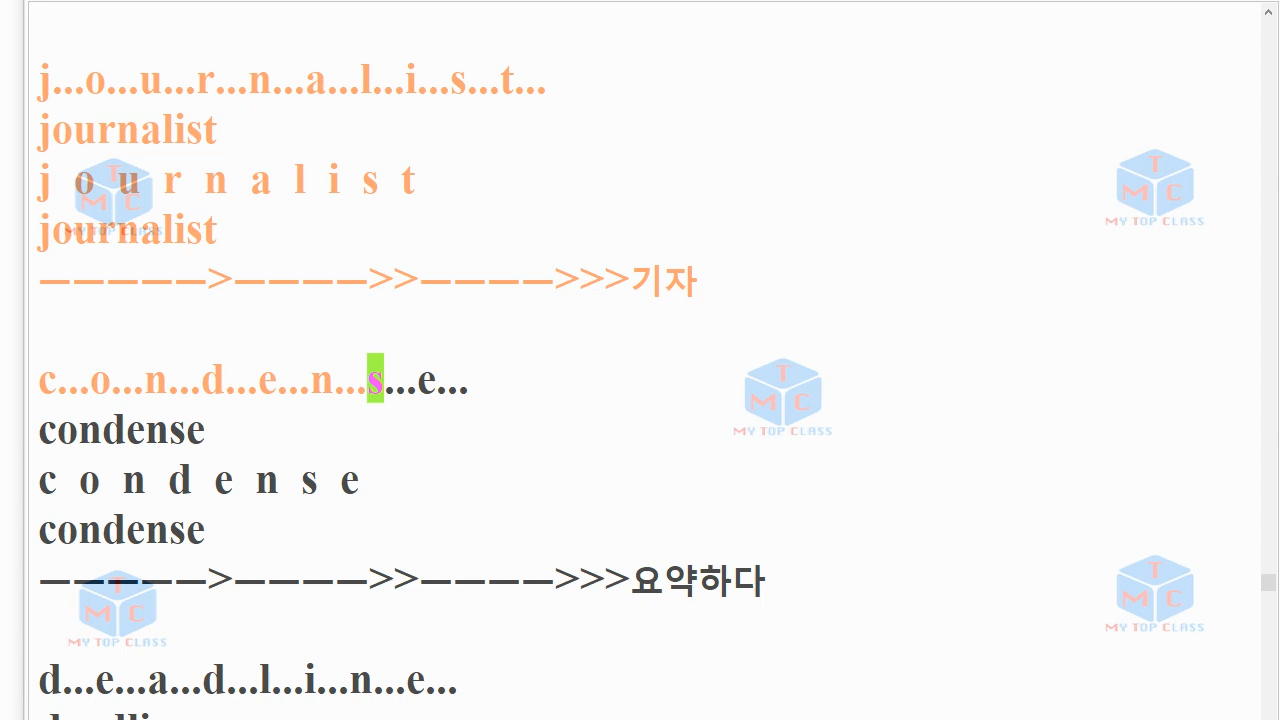 j...o...u...r...n...a...l...i...s...t...
journalist
j o u r n a l i s t
journalist
—————>————>>————>>>기자
c...o...n...d...e...n...s...e...
condense
c o n d e n s e
condense
—————>————>>————>>>요약하다
d...e...a...d...l...i...n...e...
T M C
MY TOP CLASS
T M C
MY TOP CLASS
T M C
MY TOP CLASS
T M C
MY TOP CLASS
T M C
MY TOP CLASS